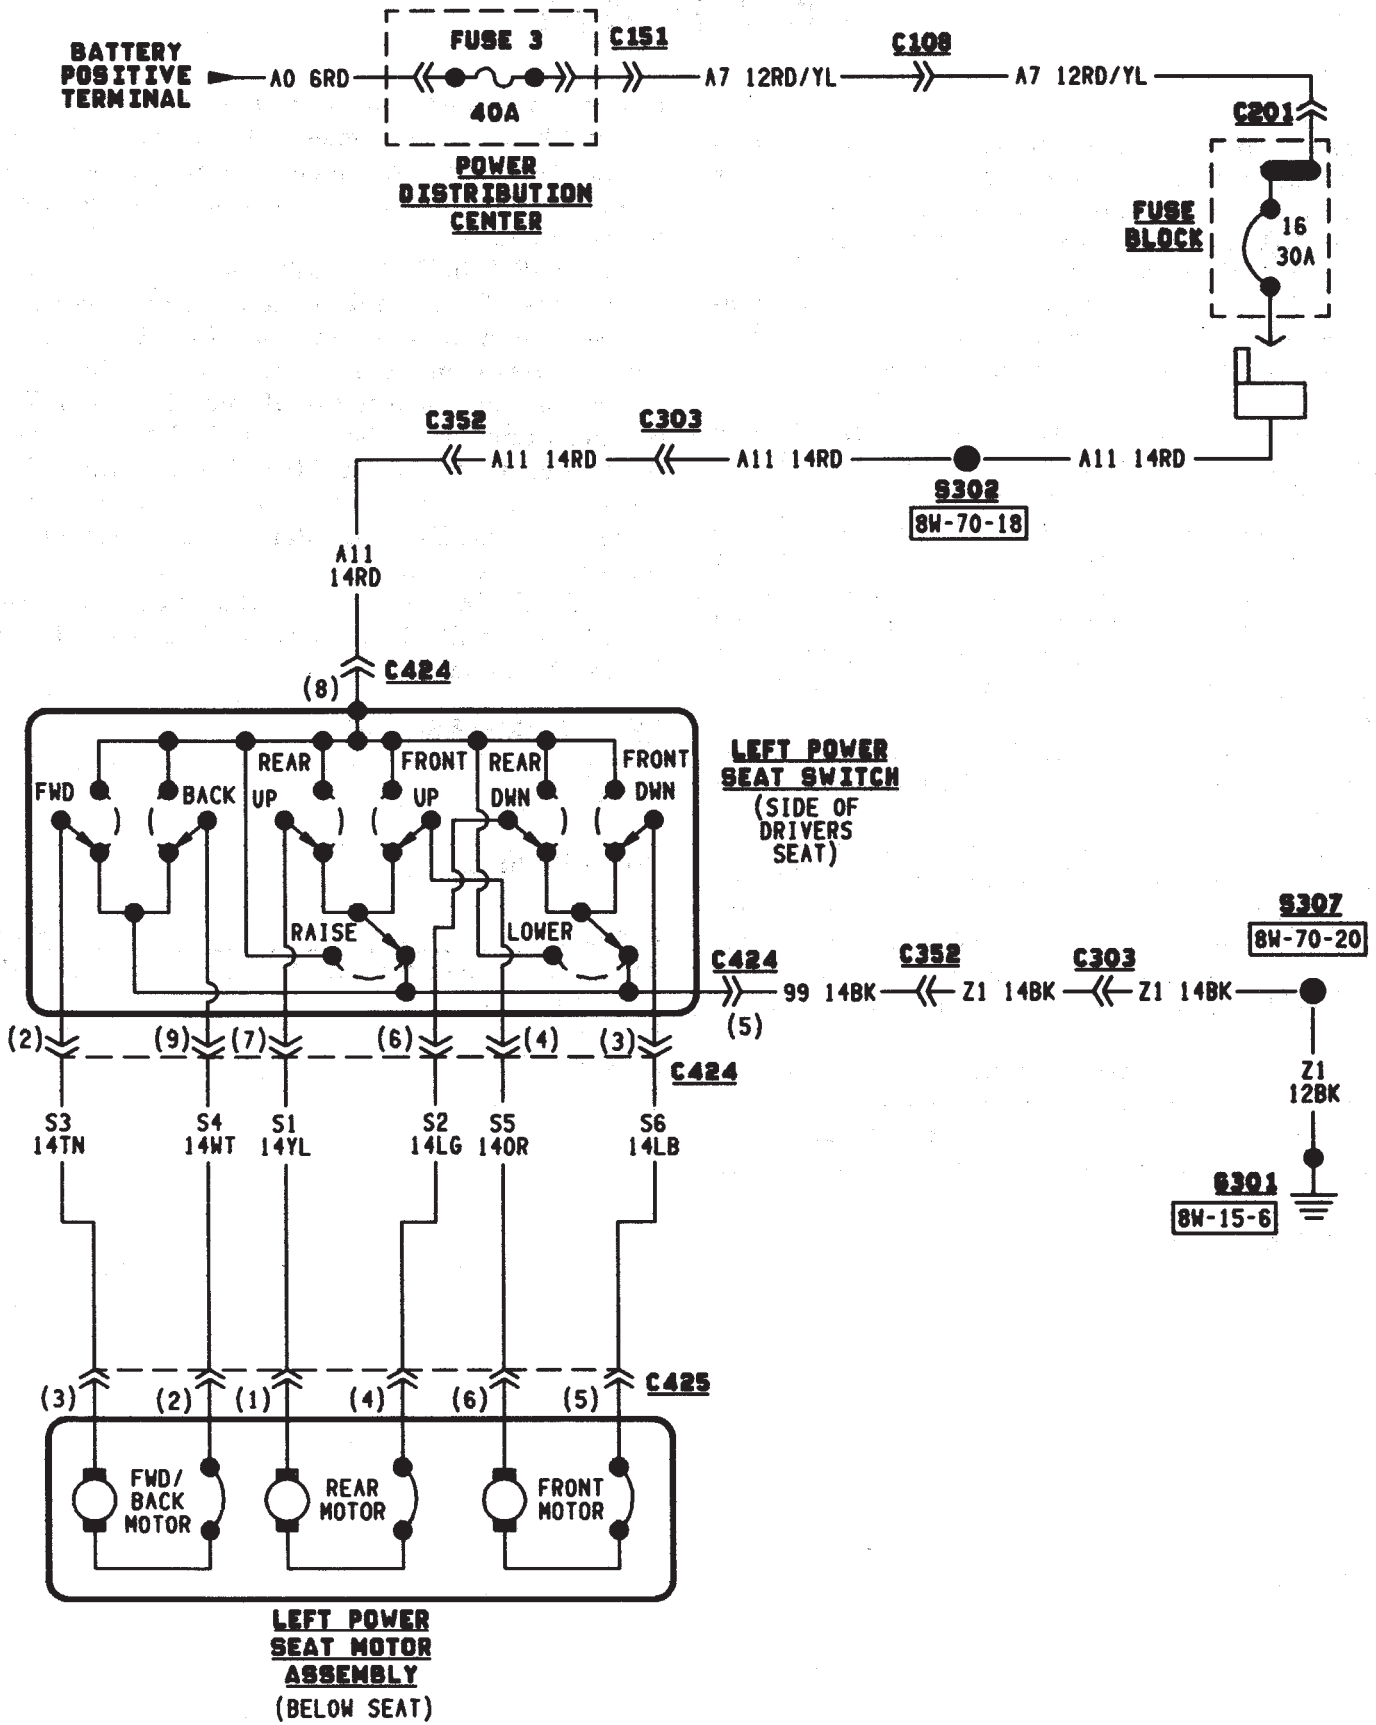 BATTERY
POSITIVE
TERMINAL
A0 6RD
FUSE 3
40A
POWER
DISTRIBUTION
CENTER
C151
A7 12RD/YL
C108
A7 12RD/YL
C201
FUSE
BLOCK
16
30A
C352
C303
A11 14RD
A11 14RD
S302
8W-70-18
A11 14RD
A11
14RD
C424
(8)
LEFT POWER
SEAT SWITCH
(SIDE OF
DRIVERS
SEAT)
FWD
BACK
REAR
UP
FRONT
UP
REAR
DWN
FRONT
DWN
RAISE
LOWER
C424
(5)
99 14BK
C352
Z1 14BK
C303
Z1 14BK
S307
8W-70-20
Z1
12BK
G301
8W-15-6
(2)
(9)
(7)
(6)
(4)
(3)
C424
S3
14TN
S4
14WT
S1
14YL
S2
14LG
S5
14OR
S6
14LB
(3)
(2)
(1)
(4)
(6)
(5)
C425
FWD/
BACK
MOTOR
REAR
MOTOR
FRONT
MOTOR
LEFT POWER
SEAT MOTOR
ASSEMBLY
(BELOW SEAT)